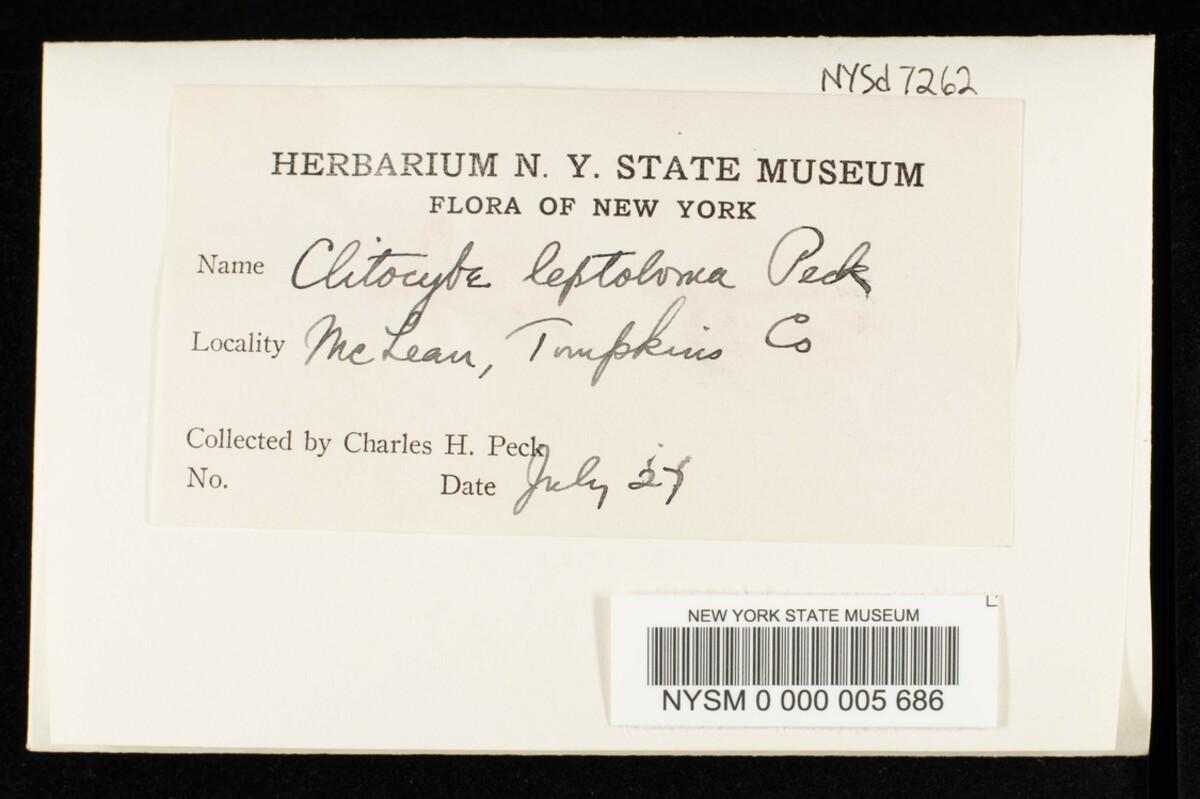 NYSd 7262
HERBARIUM N. Y. STATE MUSEUM
FLORA OF NEW YORK
Name Clitocybe leptoloma Peck
Locality McLean, Tompkins Co
Collected by Charles H. Peck
No. Date July 27
NEW YORK STATE MUSEUM
NYSM 0 000 005 686